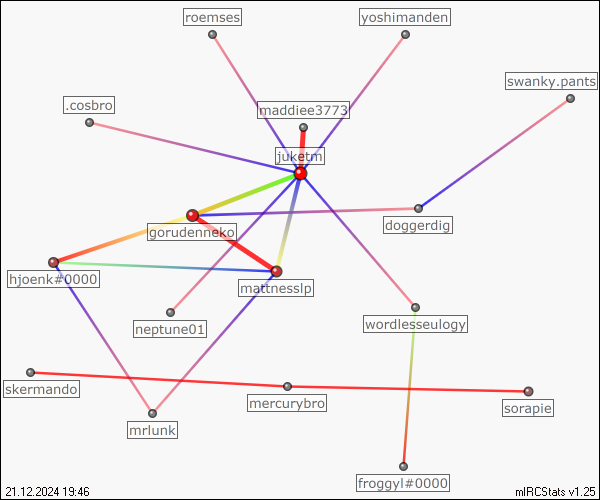 roemses
yoshimanden
swanky.pants
.cosbro
maddiee3773
juketm
doggerdig
gorudenneko
hjoenk#0000
mattnesslp
neptune01
wordlesseulogy
skermando
mercurybro
sorapie
mrlunk
froggyl#0000
21.12.2024 19:46
mIRCStats v1.25